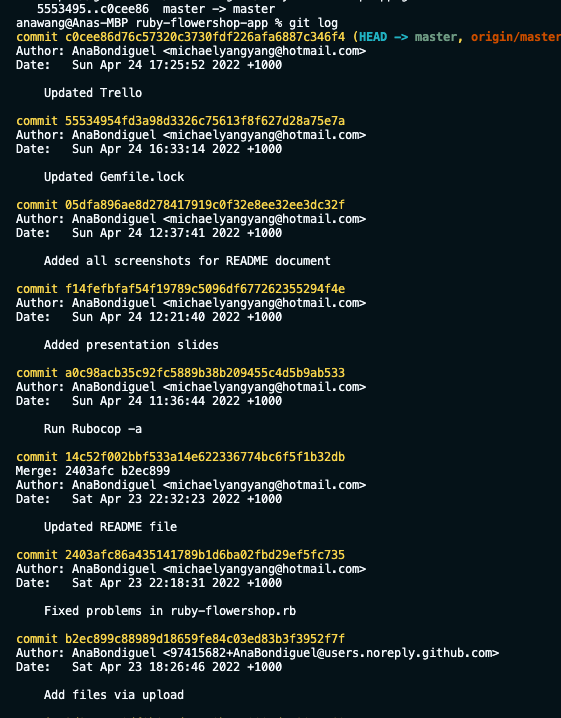 5553495..c0cee86  master -> master
anawang@Anas-MBP ruby-flowershop-app % git log
commit c0cee86d76c57320c3730fdf226afa6887c346f4 (HEAD -> master, origin/master
Author: AnaBondiguel <michaelyangyang@hotmail.com>
Date:   Sun Apr 24 17:25:52 2022 +1000
Updated Trello
commit 55534954fd3a98d3326c75613f8f627d28a75e7a
Author: AnaBondiguel <michaelyangyang@hotmail.com>
Date:   Sun Apr 24 16:33:14 2022 +1000
Updated Gemfile.lock
commit 05dfa896ae8d278417919c0f32e8ee32ee3dc32f
Author: AnaBondiguel <michaelyangyang@hotmail.com>
Date:   Sun Apr 24 12:37:41 2022 +1000
Added all screenshots for README document
commit f14fefbfaf54f19789c5096df677262355294f4e
Author: AnaBondiguel <michaelyangyang@hotmail.com>
Date:   Sun Apr 24 12:21:40 2022 +1000
Added presentation slides
commit a0c98acb35c92fc5889b38b209455c4d5b9ab533
Author: AnaBondiguel <michaelyangyang@hotmail.com>
Date:   Sun Apr 24 11:36:44 2022 +1000
Run Rubocop -a
commit 14c52f002bbf533a14e622336774bc6f5f1b32db
Merge: 2403afc b2ec899
Author: AnaBondiguel <michaelyangyang@hotmail.com>
Date:   Sat Apr 23 22:32:23 2022 +1000
Updated README file
commit 2403afc86a435141789b1d6ba02fbd29ef5fc735
Author: AnaBondiguel <michaelyangyang@hotmail.com>
Date:   Sat Apr 23 22:18:31 2022 +1000
Fixed problems in ruby-flowershop.rb
commit b2ec899c88989d18659fe84c03ed83b3f3952f7f
Author: AnaBondiguel <97415682+AnaBondiguel@users.noreply.github.com>
Date:   Sat Apr 23 18:26:46 2022 +1000
Add files via upload